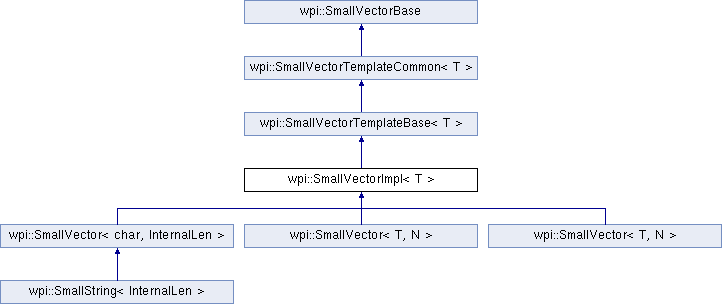 wpi::SmallVectorBase
wpi::SmallVectorTemplateCommon< T >
wpi::SmallVectorTemplateBase< T >
wpi::SmallVectorImpl< T >
wpi::SmallVector< char, InternalLen >
wpi::SmallVector< T, N >
wpi::SmallVector< T, N >
wpi::SmallString< InternalLen >